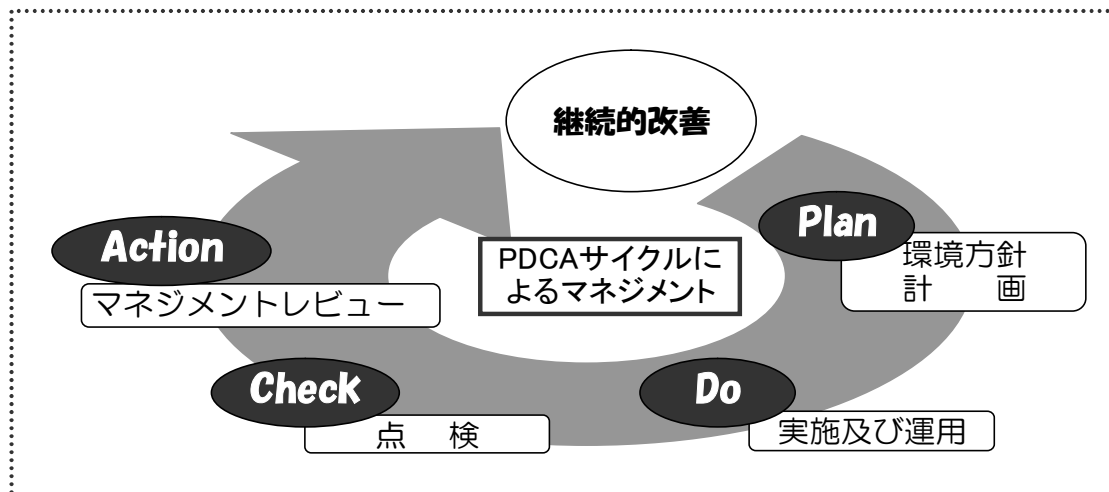 継続的改善
Plan
環境方針
計 画
PDCAサイクルに
よるマネジメント
Action
マネジメントレビュー
Check
点 検
Do
実施及び運用